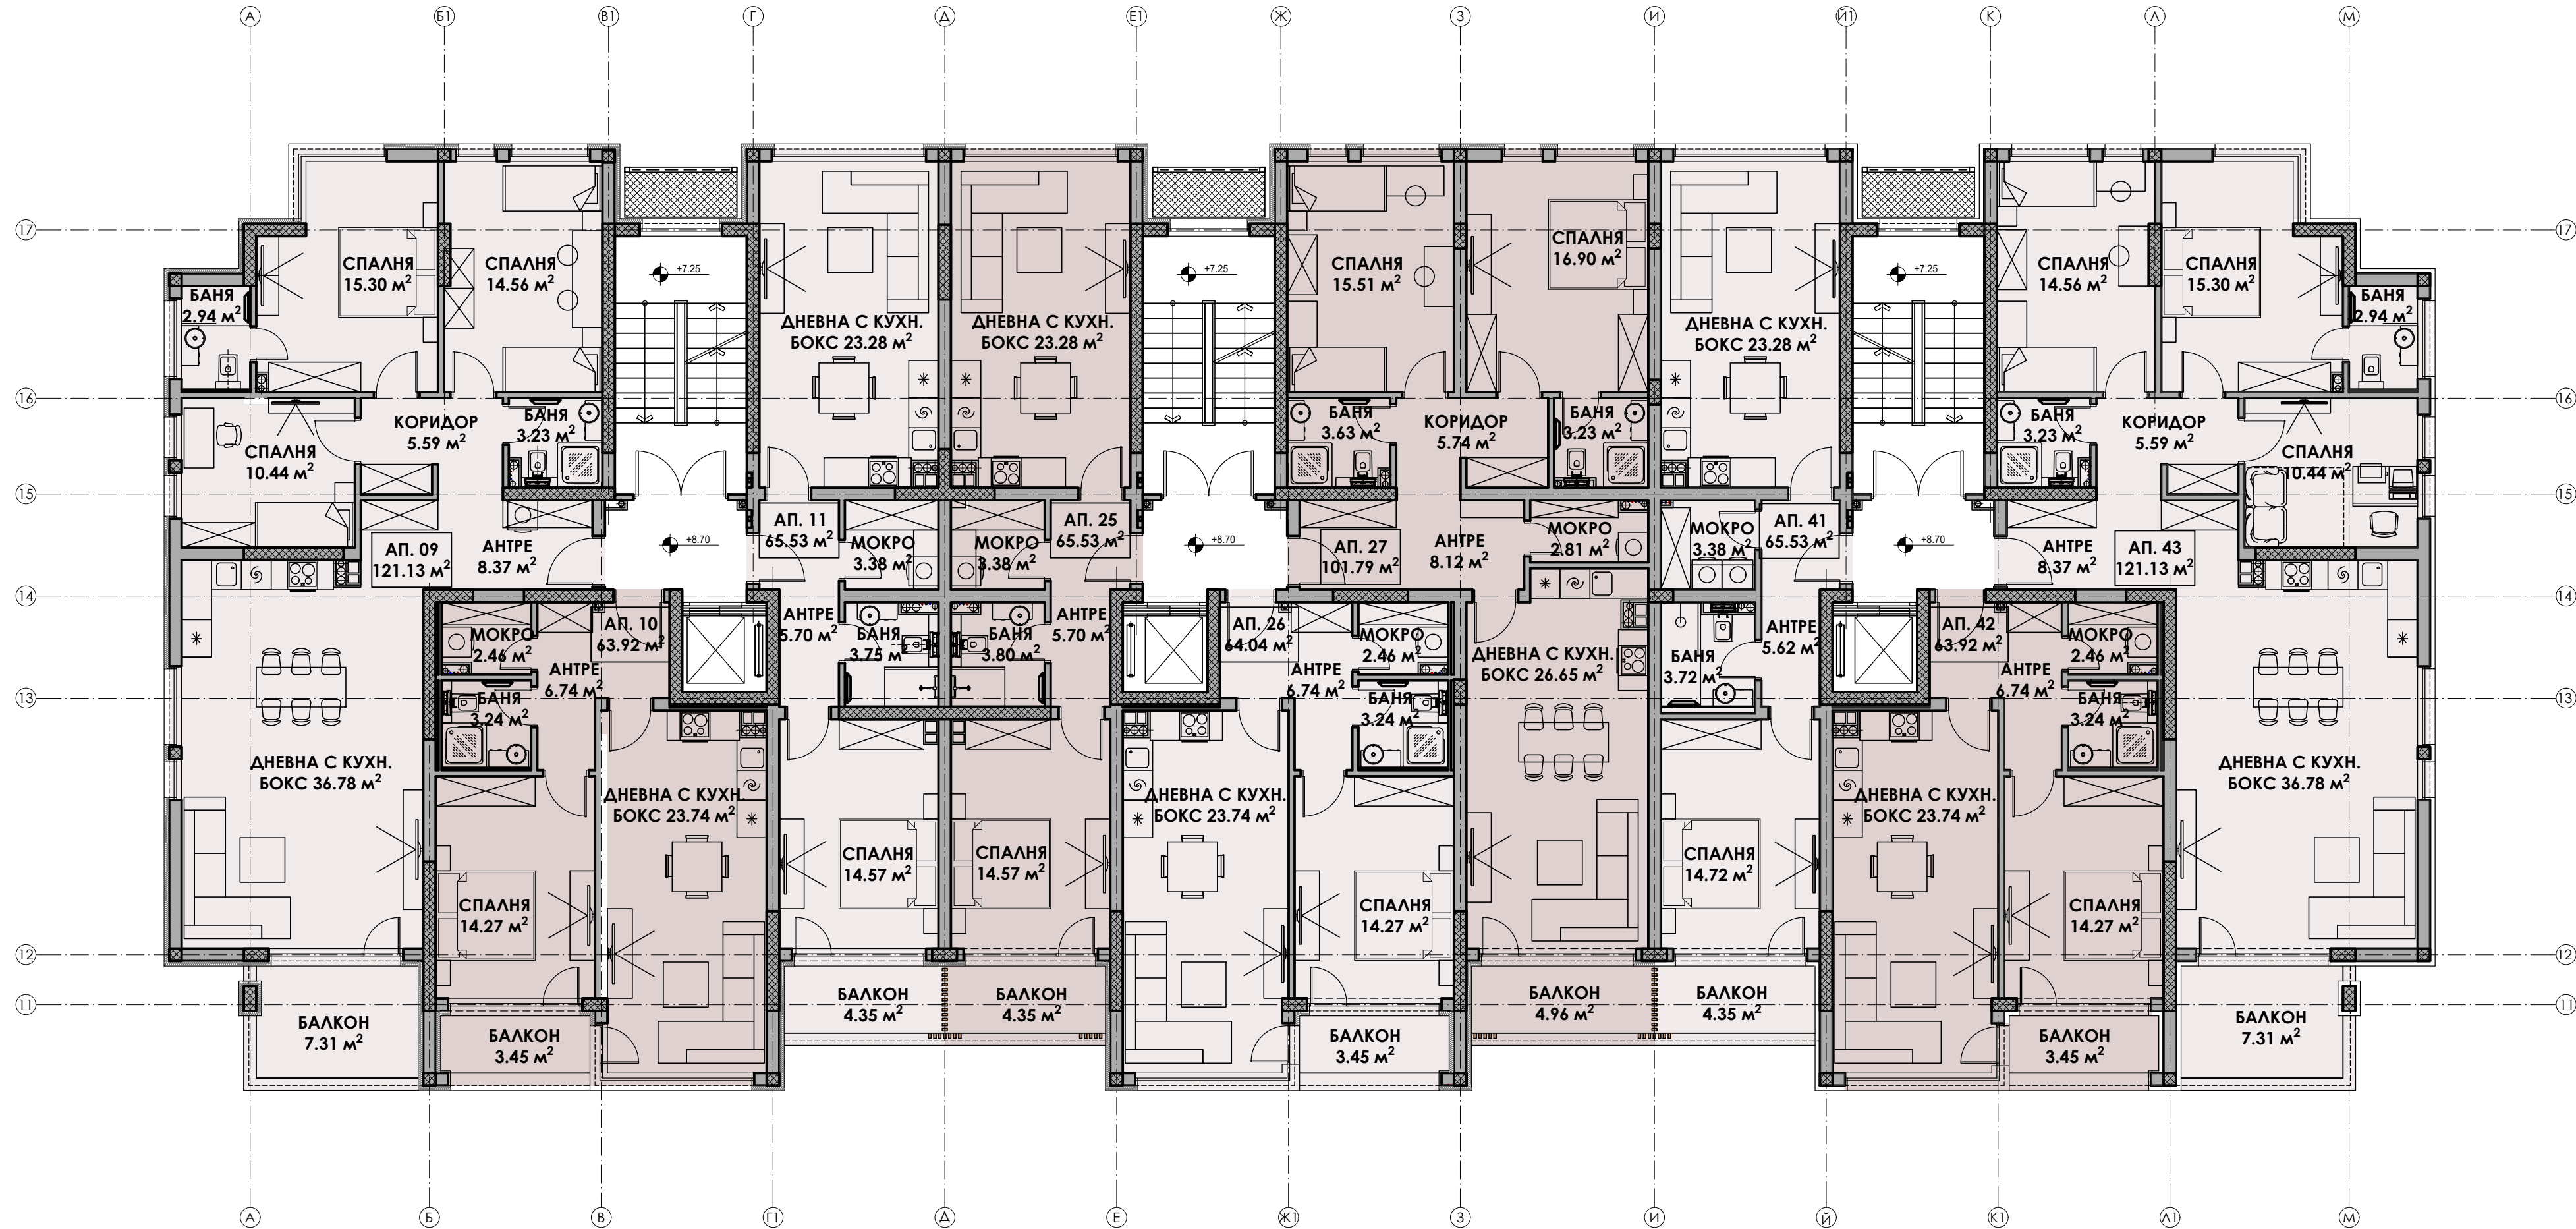 А Б1 В1 Г Д Е1 Ж З И Й1 К Л М
17 17
СПАЛНЯ
15.30 м²
СПАЛНЯ
14.56 м²
БАНЯ
2.94 м²
+7.25
ДНЕВНА С КУХН.
БОКС 23.28 м²
ДНЕВНА С КУХН.
БОКС 23.28 м²
+7.25
СПАЛНЯ
15.51 м²
СПАЛНЯ
16.90 м²
ДНЕВНА С КУХН.
БОКС 23.28 м²
+7.25
СПАЛНЯ
14.56 м²
СПАЛНЯ
15.30 м²
БАНЯ
2.94 м²
16 16
СПАЛНЯ
10.44 м²
КОРИДОР
5.59 м²
БАНЯ
3.23 м²
БАНЯ
3.63 м²
КОРИДОР
5.74 м²
БАНЯ
3.23 м²
БАНЯ
3.23 м²
КОРИДОР
5.59 м²
СПАЛНЯ
10.44 м²
15 15
АП. 09
121.13 м²
АНТРЕ
8.37 м²
+8.70
АП. 11
65.53 м²
МОКРО
3.38 м²
МОКРО
3.38 м²
АП. 25
65.53 м²
+8.70
АП. 27
101.79 м²
АНТРЕ
8.12 м²
МОКРО
2.81 м²
МОКРО
3.38 м²
АП. 41
65.53 м²
+8.70
АНТРЕ
8.37 м²
АП. 43
121.13 м²
14 14
МОКРО
2.46 м²
АП. 10
63.92 м²
АНТРЕ
6.74 м²
АНТРЕ
5.70 м²
БАНЯ
3.75 м²
БАНЯ
3.80 м²
АНТРЕ
5.70 м²
АП. 26
64.04 м²
АНТРЕ
6.74 м²
МОКРО
2.46 м²
ДНЕВНА С КУХН.
БОКС 26.65 м²
БАНЯ
3.72 м²
АНТРЕ
5.62 м²
АП. 42
63.92 м²
АНТРЕ
6.74 м²
МОКРО
2.46 м²
13 13
БАНЯ
3.24 м²
БАНЯ
3.24 м²
БАНЯ
3.24 м²
ДНЕВНА С КУХН.
БОКС 36.78 м²
ДНЕВНА С КУХН.
БОКС 23.74 м²
ДНЕВНА С КУХН.
БОКС 23.74 м²
ДНЕВНА С КУХН.
БОКС 23.74 м²
ДНЕВНА С КУХН.
БОКС 36.78 м²
СПАЛНЯ
14.27 м²
СПАЛНЯ
14.57 м²
СПАЛНЯ
14.57 м²
СПАЛНЯ
14.27 м²
СПАЛНЯ
14.72 м²
СПАЛНЯ
14.27 м²
12 12
11 11
БАЛКОН
7.31 м²
БАЛКОН
3.45 м²
БАЛКОН
4.35 м²
БАЛКОН
4.35 м²
БАЛКОН
3.45 м²
БАЛКОН
4.96 м²
БАЛКОН
4.35 м²
БАЛКОН
3.45 м²
БАЛКОН
7.31 м²
А Б В Г1 Д Е Ж1 З И Й К1 Л1 М